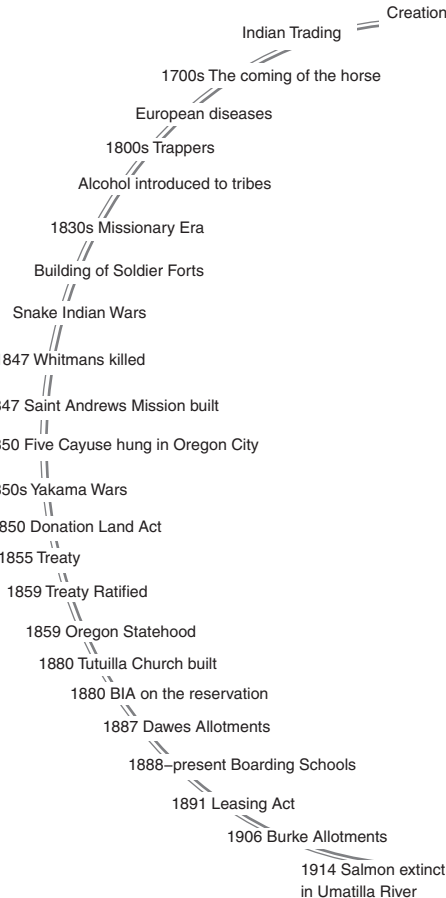 Creation
Indian Trading
1700s The coming of the horse
European diseases
1800s Trappers
Alcohol introduced to tribes
1830s Missionary Era
Building of Soldier Forts
Snake Indian Wars
1847 Whitmans killed
847 Saint Andrews Mission built
850 Five Cayuse hung in Oregon City
850s Yakama Wars
850 Donation Land Act
1855 Treaty
1859 Treaty Ratified
1859 Oregon Statehood
1880 Tutuilla Church built
1880 BIA on the reservation
1887 Dawes Allotments
1888–present Boarding Schools
1891 Leasing Act
1906 Burke Allotments
1914 Salmon extinct
in Umatilla River